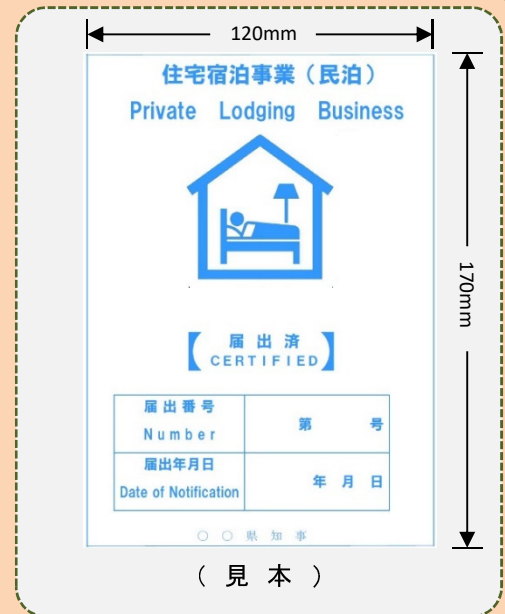 120mm
住宅宿泊事業（民泊）
Private Lodging Business
170mm
【届出済
CERTIFIED】
届出番号
Number
第 号
届出年月日
Date of Notification
年 月 日
○○県知事
（見本）